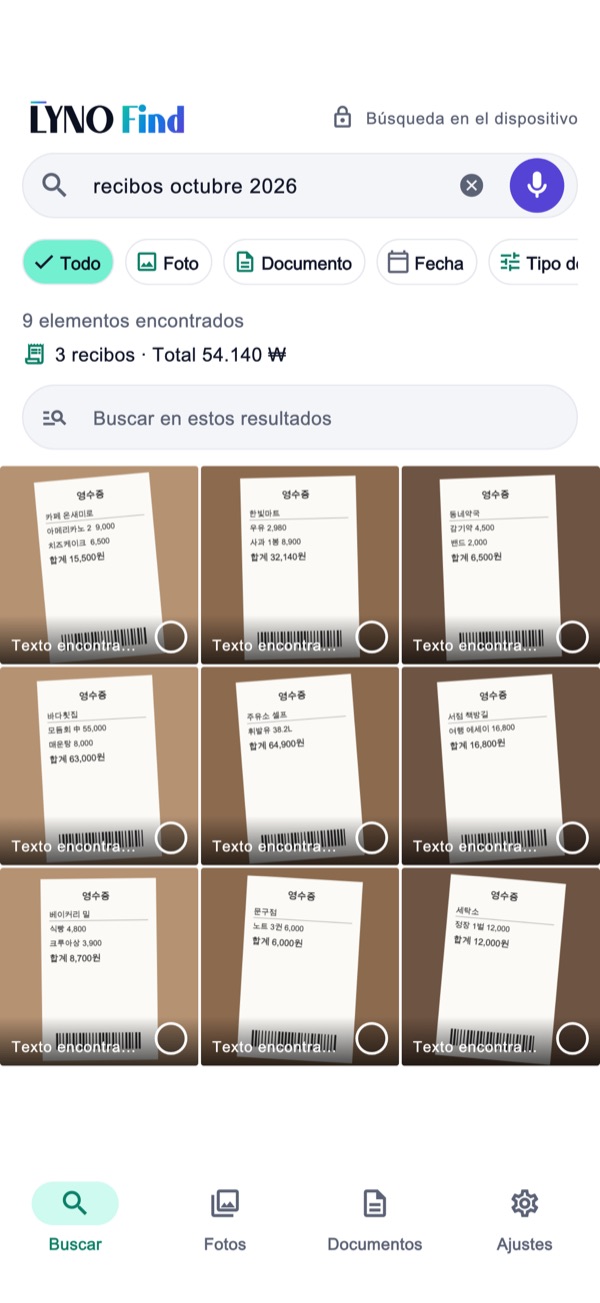 LYNO Find
Búsqueda en el dispositivo
recibos octubre 2026
Todo
Foto
Documento
Fecha
Tipo de
9 elementos encontrados
3 recibos · Total 54.140 ₩
Buscar en estos resultados
영수증
카페 온새미로
아메리카노 2 9,000
치즈케이크 6,500
합계 15,500원
Texto encontra...
영수증
한빛마트
우유 2,980
사과 1봉 8,900
합계 32,140원
Texto encontra...
영수증
동네약국
감기약 4,500
밴드 2,000
합계 6,500원
Texto encontra...
영수증
바다횟집
모둠회 中 55,000
매운탕 8,000
합계 63,000원
Texto encontra...
영수증
주유소 셀프
휘발유 38.2L
합계 64,900원
Texto encontra...
영수증
서점 책방길
여행 에세이 16,800
합계 16,800원
Texto encontra...
영수증
베이커리 밀
식빵 4,800
크루아상 3,900
합계 8,700원
Texto encontra...
영수증
문구점
노트 3권 6,000
합계 6,000원
Texto encontra...
영수증
세탁소
정장 1벌 12,000
합계 12,000원
Texto encontra...
Buscar
Fotos
Documentos
Ajustes